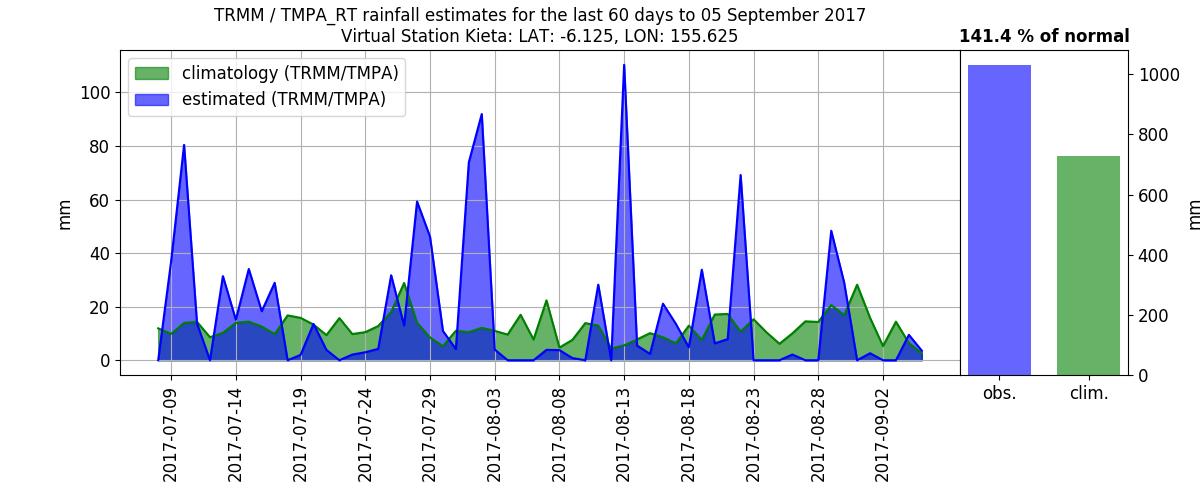 TRMM / TMPA_RT rainfall estimates for the last 60 days to 05 September 2017
Virtual Station Kieta: LAT: -6.125, LON: 155.625
141.4 % of normal
climatology (TRMM/TMPA)
estimated (TRMM/TMPA)
mm
100
80
60
40
20
0
2017-07-09
2017-07-14
2017-07-19
2017-07-24
2017-07-29
2017-08-03
2017-08-08
2017-08-13
2017-08-18
2017-08-23
2017-08-28
2017-09-02
1000
800
600
400
200
0
mm
obs.
clim.